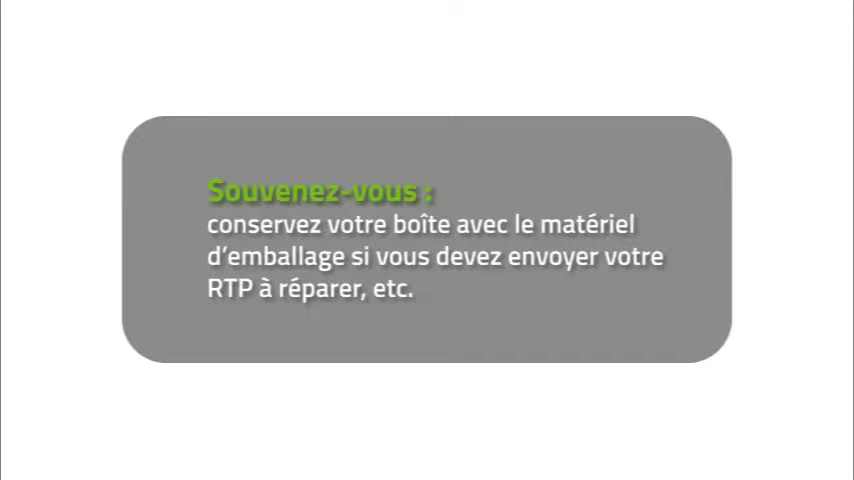 Souvenez-vous :
conservez votre boîte avec le matériel
d’emballage si vous devez envoyer votre
RTP à réparer, etc.